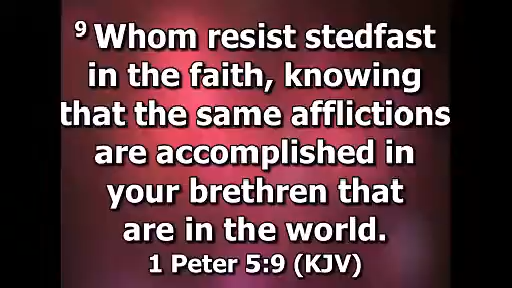 9 Whom resist stedfast
in the faith, knowing
that the same afflictions
are accomplished in
your brethren that
are in the world.
1 Peter 5:9 (KJV)